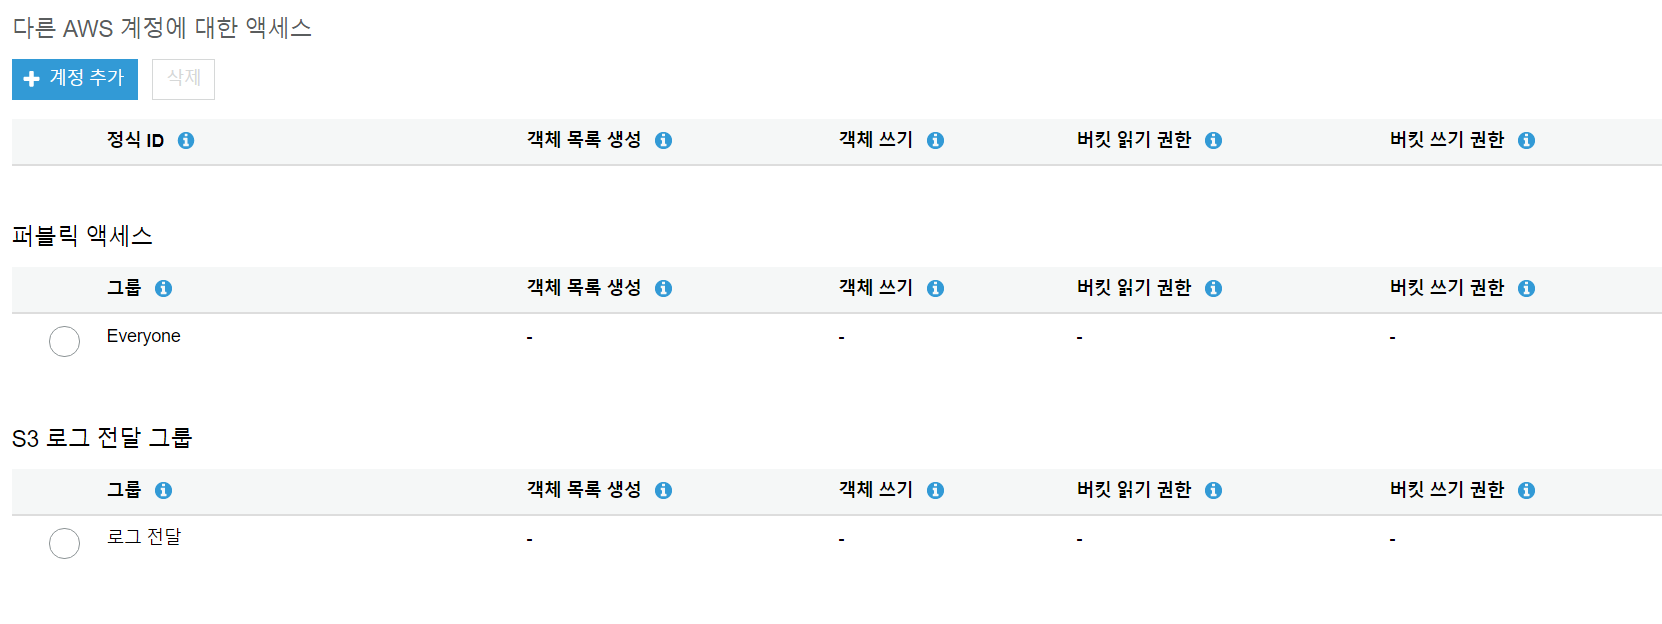 다른 AWS 계정에 대한 액세스
계정 추가 삭제
정식 ID 객체 목록 생성 객체 쓰기 버킷 읽기 권한 버킷 쓰기 권한
퍼블릭 액세스
그룹 객체 목록 생성 객체 쓰기 버킷 읽기 권한 버킷 쓰기 권한
Everyone - - - -
S3 로그 전달 그룹
그룹 객체 목록 생성 객체 쓰기 버킷 읽기 권한 버킷 쓰기 권한
로그 전달 - - - -